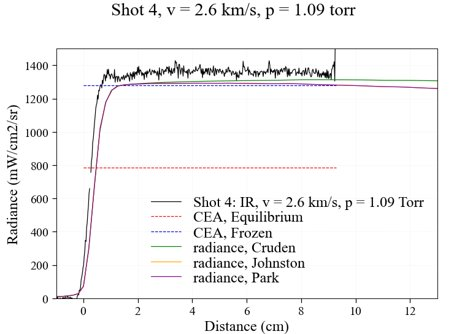 Shot 4, v = 2.6 km/s, p = 1.09 torr
1400
1200
1000
800
600
400
200
0
Radiance (mW/cm2/sr)
Shot 4: IR, v = 2.6 km/s, p = 1.09 Torr
CEA, Equilibrium
CEA, Frozen
radiance, Cruden
radiance, Johnston
radiance, Park
0 2 4 6 8 10 12
Distance (cm)